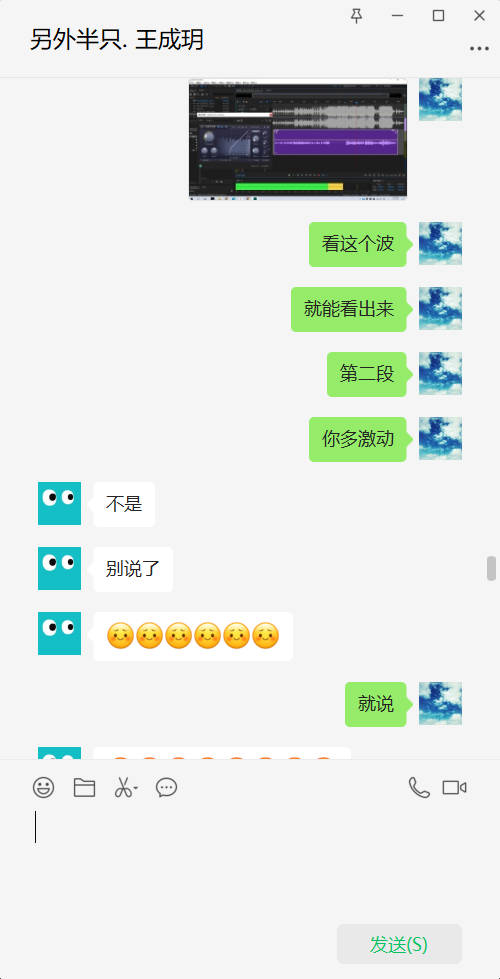 另外半只. 王成玥
看这个波
就能看出来
第二段
你多激动
不是
别说了
就说
发送(S)